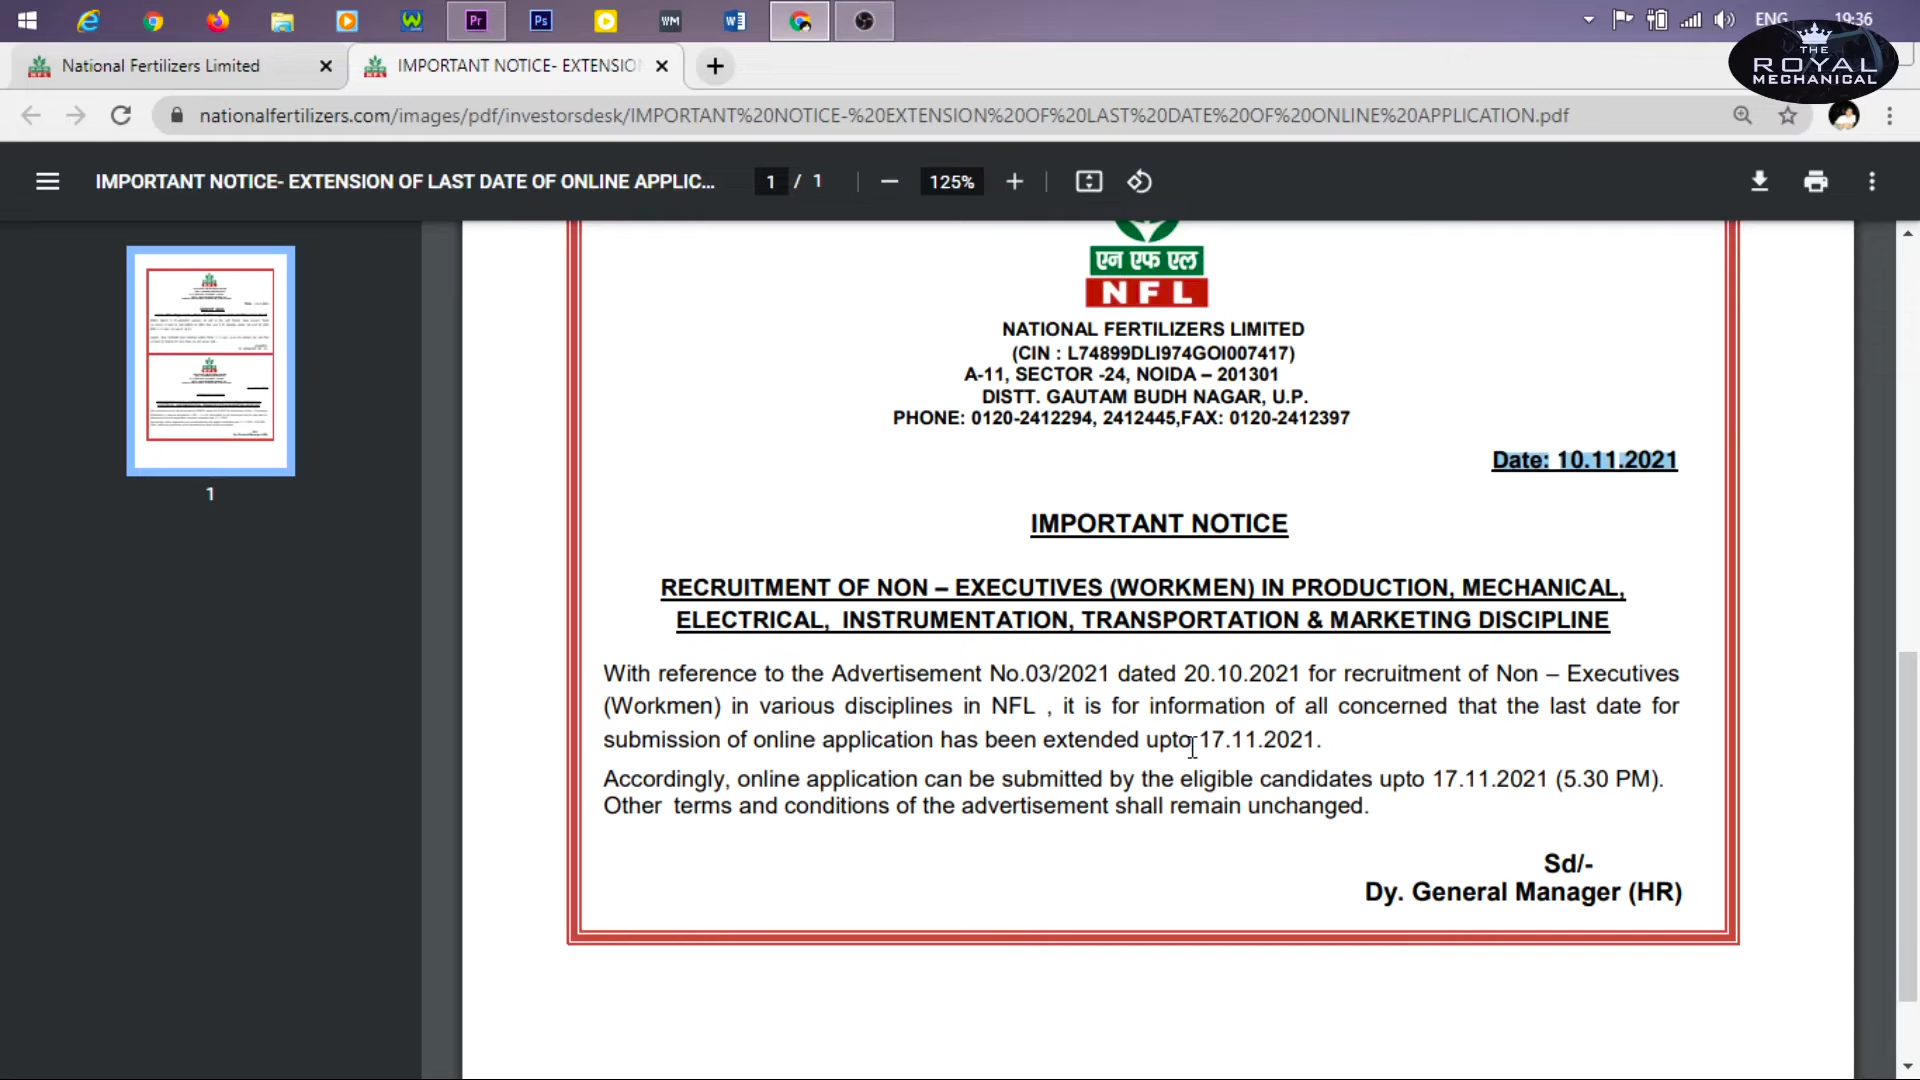 Pr
Ps
WM
W
ENG
19:36
THE
ROYAL
MECHANICAL
National Fertilizers Limited
IMPORTANT NOTICE- EXTENSION
nationalfertilizers.com/images/pdf/investorsdesk/IMPORTANT%20NOTICE-%20EXTENSION%20OF%20LAST%20DATE%20OF%20ONLINE%20APPLICATION.pdf
IMPORTANT NOTICE- EXTENSION OF LAST DATE OF ONLINE APPLIC...
1 / 1
125%
1
एन एफ एल
NFL
NATIONAL FERTILIZERS LIMITED
(CIN : L74899DLI974GOI007417)
A-11, SECTOR -24, NOIDA – 201301
DISTT. GAUTAM BUDH NAGAR, U.P.
PHONE: 0120-2412294, 2412445,FAX: 0120-2412397
Date: 10.11.2021
IMPORTANT NOTICE
RECRUITMENT OF NON – EXECUTIVES (WORKMEN) IN PRODUCTION, MECHANICAL,
ELECTRICAL, INSTRUMENTATION, TRANSPORTATION & MARKETING DISCIPLINE
With reference to the Advertisement No.03/2021 dated 20.10.2021 for recruitment of Non – Executives
(Workmen) in various disciplines in NFL , it is for information of all concerned that the last date for
submission of online application has been extended upto 17.11.2021.
Accordingly, online application can be submitted by the eligible candidates upto 17.11.2021 (5.30 PM).
Other terms and conditions of the advertisement shall remain unchanged.
Sd/-
Dy. General Manager (HR)